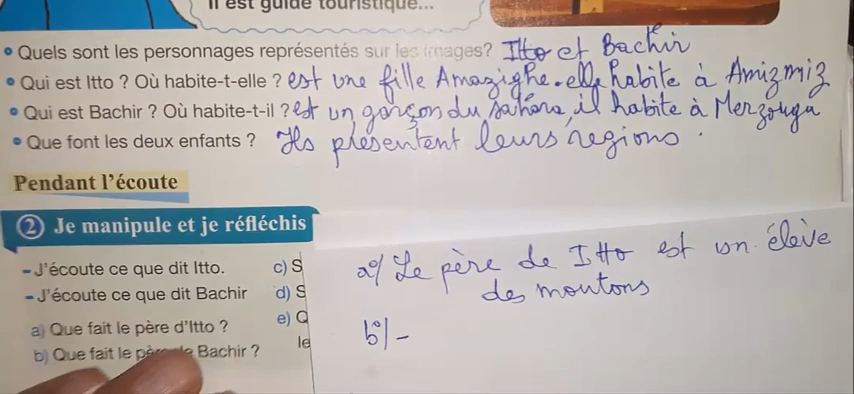 Il est guide touristique...
Quels sont les personnages représentés sur les images? Itto et Bachir
Qui est Itto ? Où habite-t-elle ? est une fille Amazighe. elle habite à Amizmiz
Qui est Bachir ? Où habite-t-il ? est un garçon du sahara, il habite à Merzouga
Que font les deux enfants ? Ils présentent leurs régions.
Pendant l'écoute
2 Je manipule et je réfléchis
- J'écoute ce que dit Itto. c) S
- J'écoute ce que dit Bachir d) S
a) Que fait le père d'Itto ? e) Q
b) Que fait le père de Bachir ? le
a/ Le père de Itto est un élève
des moutons
b/ -